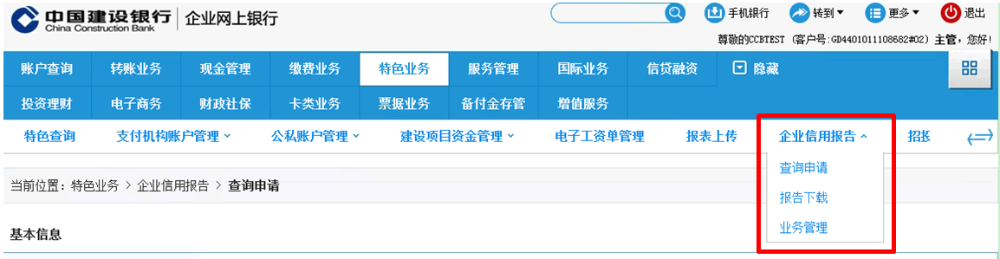 中国建设银行 企业网上银行 手机银行 转到 更多 退出
China Construction Bank
尊敬的CCBTEST (客户号:GD4401011108682#02) 主管, 您好!
账户查询 转账业务 现金管理 缴费业务 特色业务 服务管理 国际业务 信贷融资 隐藏
投资理财 电子商务 财政社保 卡类业务 票据业务 备付金存管 增值服务
特色查询 支付机构账户管理 公私账户管理 建设项目资金管理 电子工资单管理 报表上传 企业信用报告 招
查询申请
报告下载
业务管理
当前位置: 特色业务 > 企业信用报告 > 查询申请
基本信息